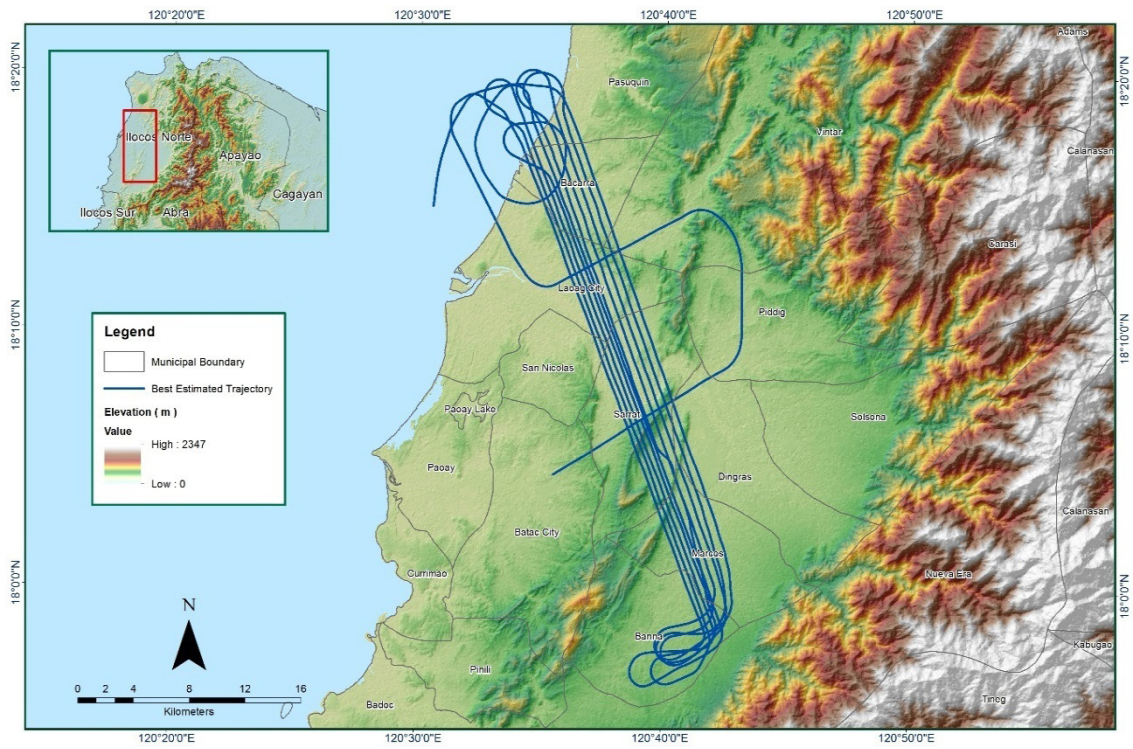 120°20'0"E 120°30'0"E 120°40'0"E 120°50'0"E
18°20'0"N
18°20'0"N
Adams
Pasuquin
Vintar
Calanasan
Ilocos Norte
Apayao
Cagayan
Ilocos Sur
Abra
Bacarra
Carasi
Laoag City
Piddig
18°10'0"N
18°10'0"N
Legend
Municipal Boundary
Best Estimated Trajectory
Elevation ( m )
Value
High : 2347
Low : 0
San Nicolas
Paoay Lake
Sarrat
Solsona
Paoay
Dingras
Batac City
Calanasan
Marcos
Currimao
Nueva Era
18°0'0"N
18°0'0"N
N
Banna
Kabugao
Pinili
Tineg
Badoc
0 2 4 8 12 16
Kilometers
120°20'0"E 120°30'0"E 120°40'0"E 120°50'0"E